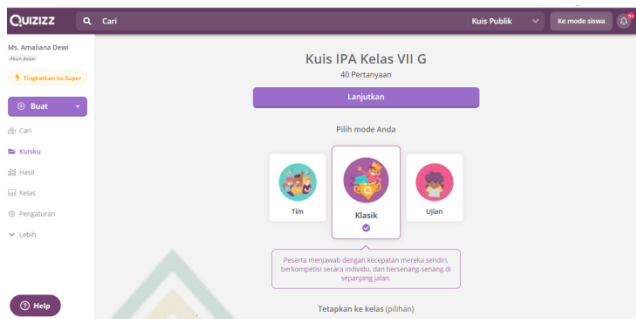 QUIZIZZ
Cari
Kuis Publik
Ke mode siswa
Ms. Amaliana Dewi
Akun dasar
Tingkatkan ke Super
Buat
Cari
Kuisku
Hasil
Kelas
Pengaturan
Lebih
Help
Kuis IPA Kelas VII G
40 Pertanyaan
Lanjutkan
Pilih mode Anda
Tim
Klasik
Ujian
Peserta menjawab dengan kecepatan mereka sendiri,
berkompetisi secara individu, dan bersenang-senang di
sepanjang jalan.
Tetapkan ke kelas (pilihan)